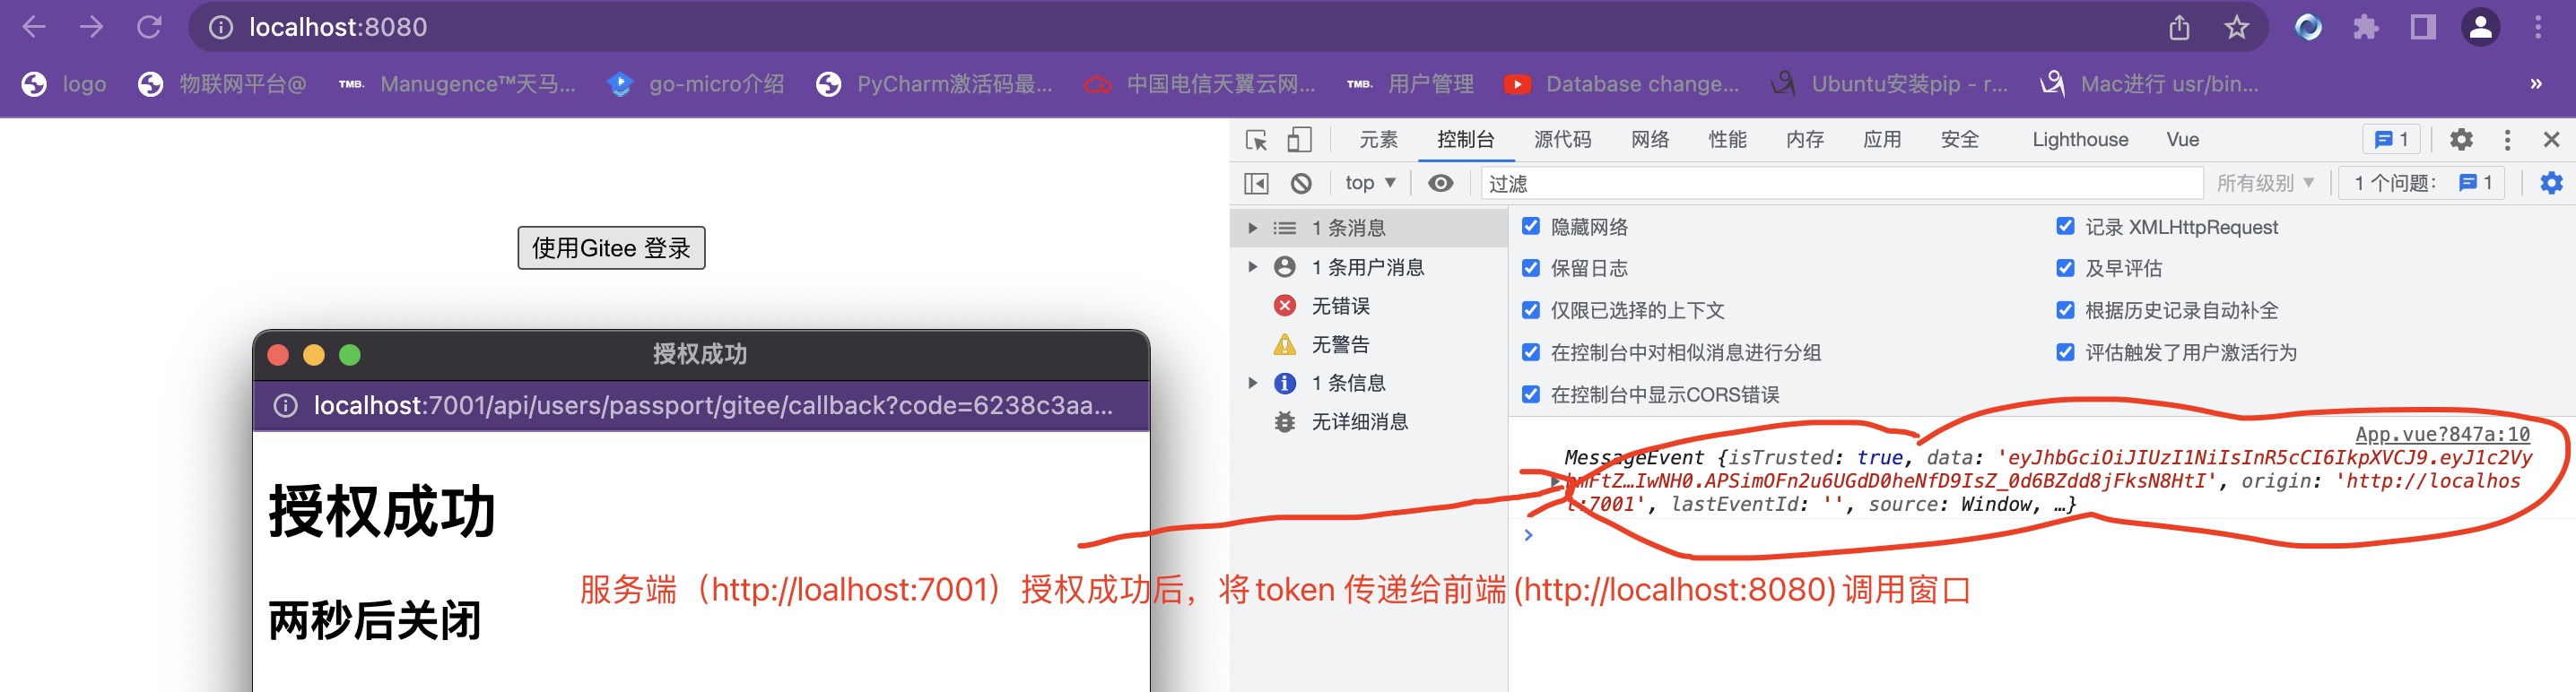 localhost:8080
logo 物联网平台@ TMB. Manugence™天马... go-micro介绍 PyCharm激活码最... 中国电信天翼云网... TMB. 用户管理 Database change... Ubuntu安装pip - r... Mac进行 usr/bin... »
元素 控制台 源代码 网络 性能 内存 应用 安全 Lighthouse Vue 1
top 过滤 所有级别 1 个问题: 1
使用Gitee 登录
1 条消息
1 条用户消息
无错误
无警告
1 条信息
无详细消息
隐藏网络 记录 XMLHttpRequest
保留日志 及早评估
仅限已选择的上下文 根据历史记录自动补全
在控制台中对相似消息进行分组 评估触发了用户激活行为
在控制台中显示CORS错误
授权成功
localhost:7001/api/users/passport/gitee/callback?code=6238c3aa...
授权成功
两秒后关闭
App.vue?847a:10
MessageEvent {isTrusted: true, data: 'eyJhbGciOiJIUzI1NiIsInR5cCI6IkpXVCJ9.eyJ1c2Vy
bmFtZ…IwNH0.APSimOFn2u6UGdD0heNfD9IsZ_0d6BZdd8jFksN8HtI', origin: 'http://localhos
t:7001', lastEventId: '', source: Window, …}
服务端（http://loalhost:7001）授权成功后，将token 传递给前端(http://localhost:8080)调用窗口